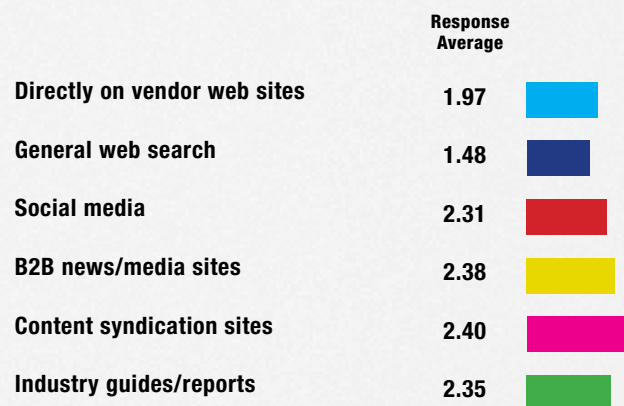 Response
Average
Directly on vendor web sites 1.97
General web search 1.48
Social media 2.31
B2B news/media sites 2.38
Content syndication sites 2.40
Industry guides/reports 2.35